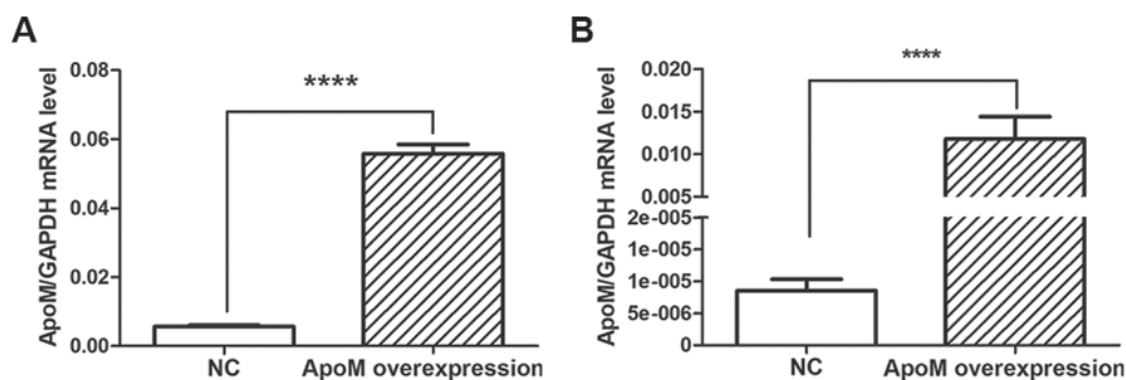 A
ApoM/GAPDH mRNA level
0.08
0.06
0.04
0.02
0.00
****
NC
ApoM overexpression
B
ApoM/GAPDH mRNA level
0.020
0.015
0.010
0.005
2e-005
1e-005
1e-005
5e-006
0
****
NC
ApoM overexpression